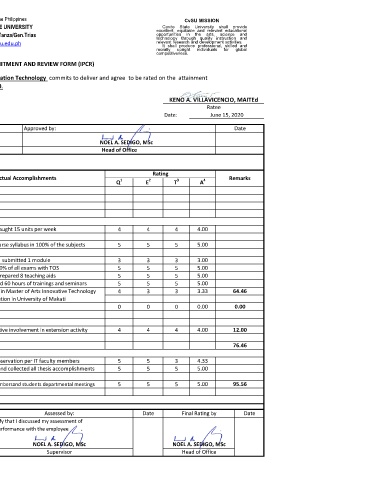 he Philippines
E UNIVERSITY
Tanza/Gen.Trias
u.edu.ph
CvSU MISSION
Cavite State University shall provide
excellent, equitable and relevant educational
opportunities in the arts, science and
technology through quality instruction and
relevant research and development activities.
It shall produce professional, skilled and
morally upright individuals for global
competitiveness.
ITMENT AND REVIEW FORM (IPCR)
ation Technology commits to deliver and agree to be rated on the attainment
KENO A. VILLAVICENCIO, MAITEd
Ratee
Date: June 15, 2020
Approved by: Date
NOEL A. SEDIGO, MSc
Head of Office
ctual Accomplishments Rating Remarks
Q1 E2 T3 A4
aught 15 units per week 4 4 4 4.00
rse syllabus in 100% of the subjects 5 5 5 5.00
submitted 1 module 3 3 3 3.00
0% of all exams with TOS 5 5 5 5.00
repared 8 teaching aids 5 5 5 5.00
d 60 hours of trainings and seminars 5 5 5 5.00
in Master of Arts Innovative Technology 4 3 3 3.33 64.46
ation in University of Makati
0 0 0 0.00 0.00
tive involvement in extension activity 4 4 4 4.00 12.00
76.46
servation per IT faculty members 5 5 3 4.33
and collected all thesis accomplishments 5 5 5 5.00
students departmental meetings 5 5 5 5.00 95.56
Assessed by: Date Final Rating by Date
fy that I discussed my assessment of
erformance with the employee
NOEL A. SEDIGO, MSc NOEL A. SEDIGO, MSc
Supervisor Head of Office